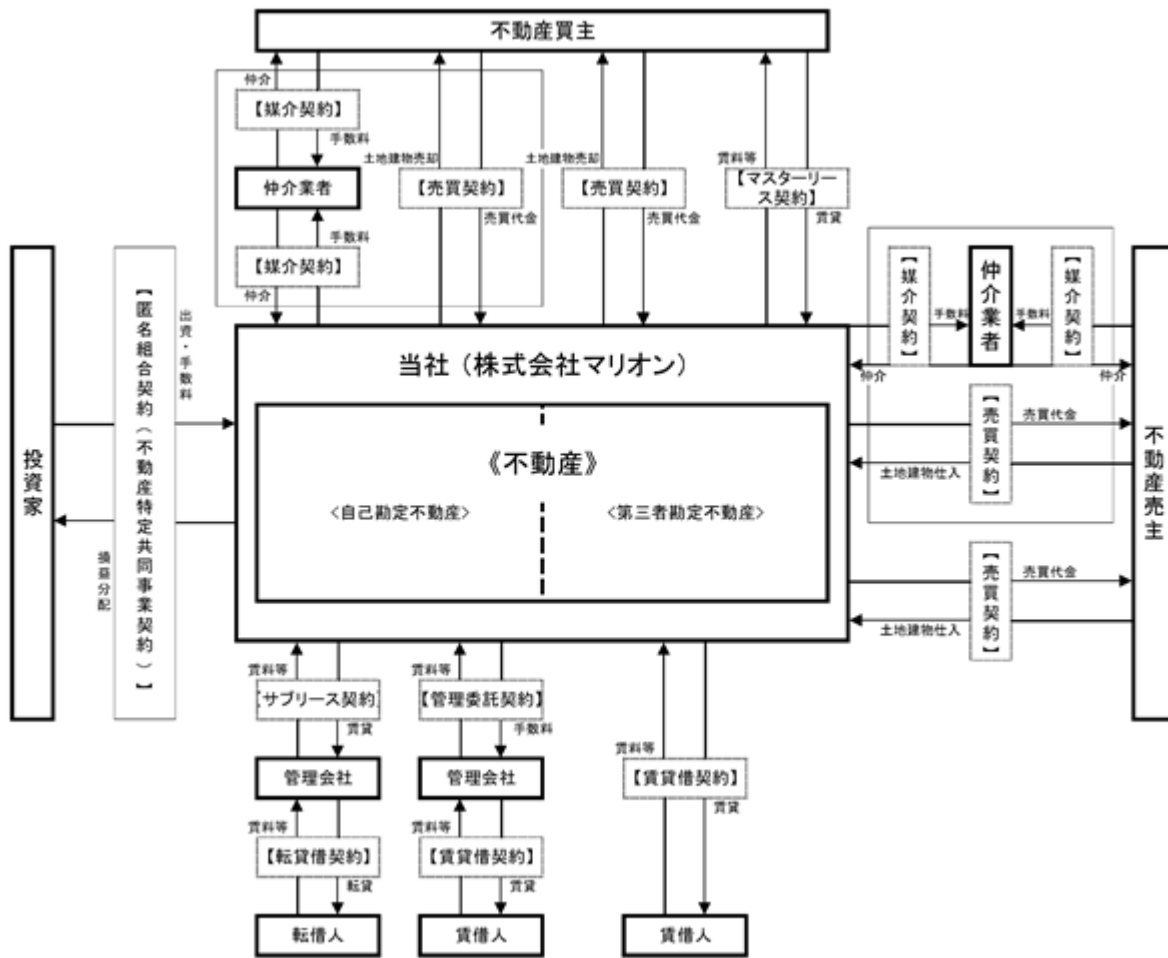 不動産買主
仲介
【媒介契約】
手数料
仲介業者
手数料
【媒介契約】
仲介
土地建物売却
【売買契約】
売買代金
土地建物売却
【売買契約】
売買代金
賃料等
【マスターリー
ス契約】
賃貸
投資家
【匿名組合契約（不動産特定共同事業契約）】
出資・手数料
損益分配
当社（株式会社マリオン）
《不動産》
<自己勘定不動産>
<第三者勘定不動産>
【媒介契約】
手数料
仲介業者
手数料
【媒介契約】
仲介
仲介
【売買契約】
売買代金
土地建物仕入
【売買契約】
売買代金
土地建物仕入
不動産売主
賃料等
【サブリース契約】
賃貸
管理会社
賃料等
【転貸借契約】
転貸
転借人
賃料等
【管理委託契約】
手数料
管理会社
賃料等
【賃貸借契約】
賃貸
賃借人
賃料等
【賃貸借契約】
賃貸
賃借人